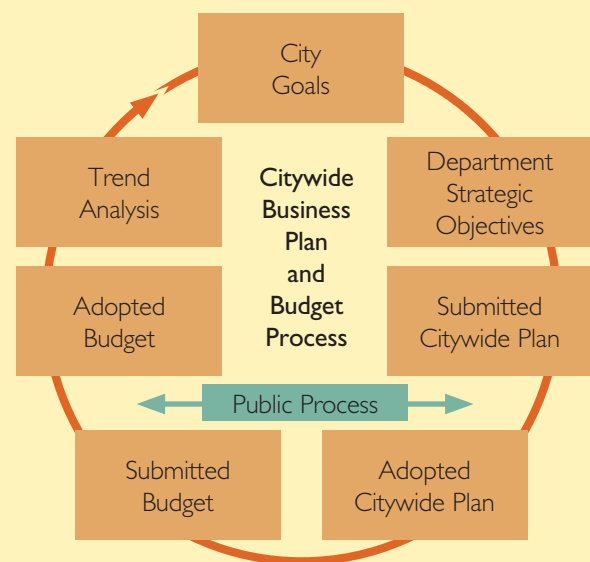 City
Goals
Department
Strategic
Objectives
Submitted
Citywide Plan
Adopted
Citywide Plan
Submitted
Budget
Adopted
Budget
Trend
Analysis
Citywide
Business
Plan
and
Budget
Process
Public Process